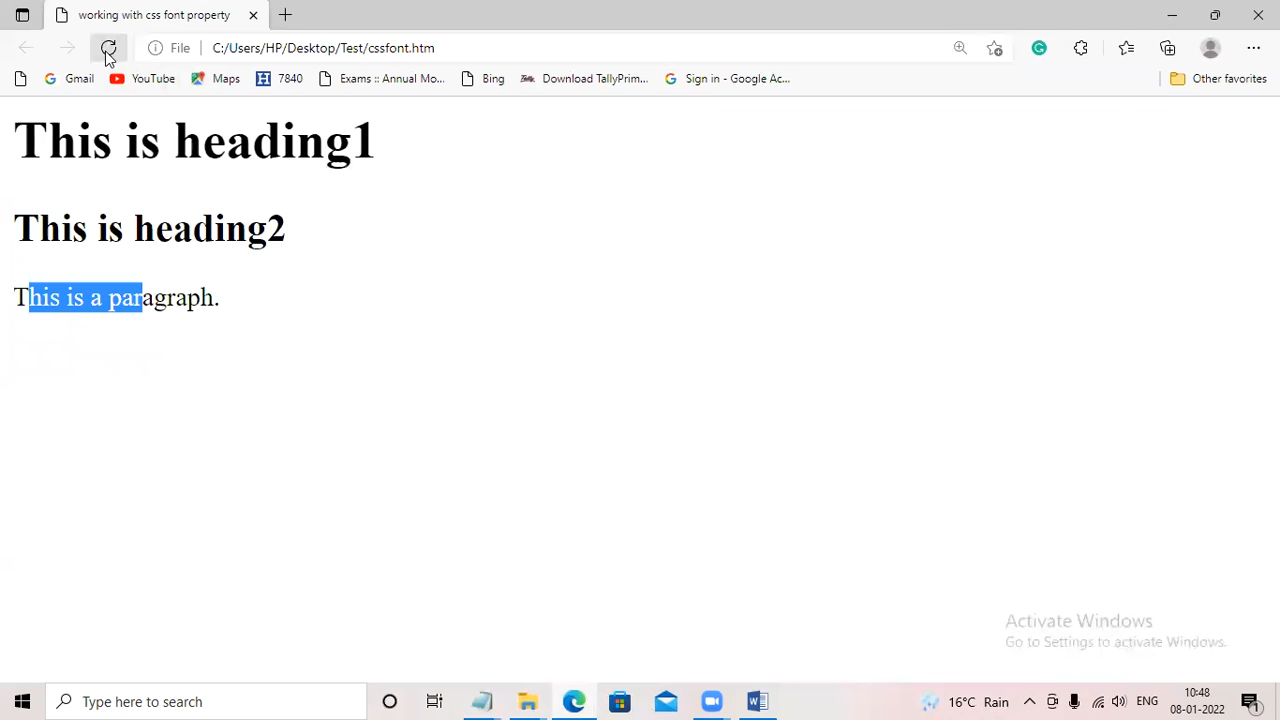 working with css font property
File C:/Users/HP/Desktop/Test/cssfont.htm
Gmail YouTube Maps 7840 Exams :: Annual Mo... Bing Download TallyPrim... Sign in - Google Ac... Other favorites
This is heading1
This is heading2
This is a paragraph.
Activate Windows
Go to Settings to activate Windows.
Type here to search
16°C Rain ENG
10:48
08-01-2022
1